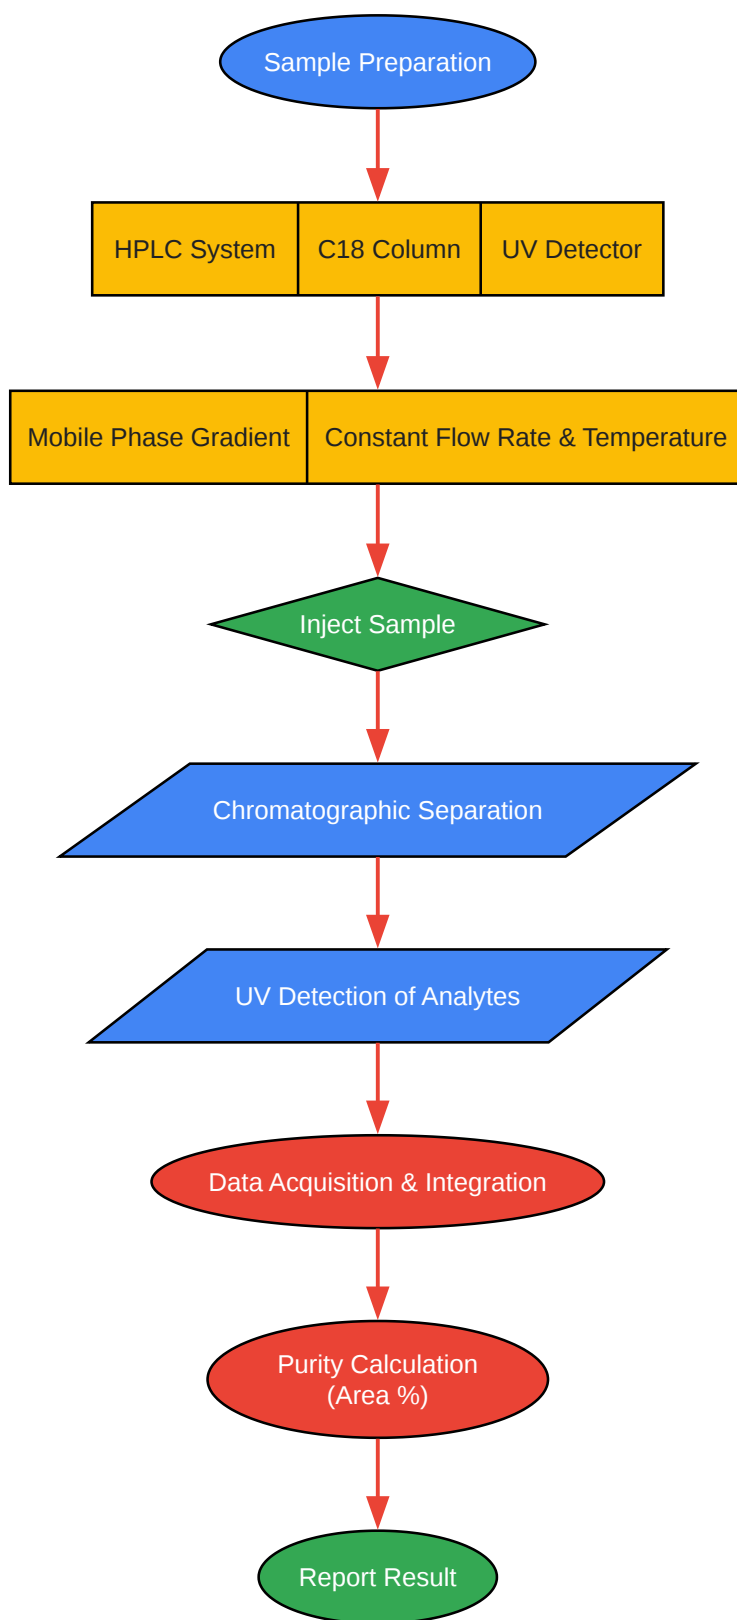 Sample Preparation
HPLC System
C18 Column
UV Detector
Mobile Phase Gradient
Constant Flow Rate & Temperature
Inject Sample
Chromatographic Separation
UV Detection of Analytes
Data Acquisition & Integration
Purity Calculation
(Area %)
Report Result